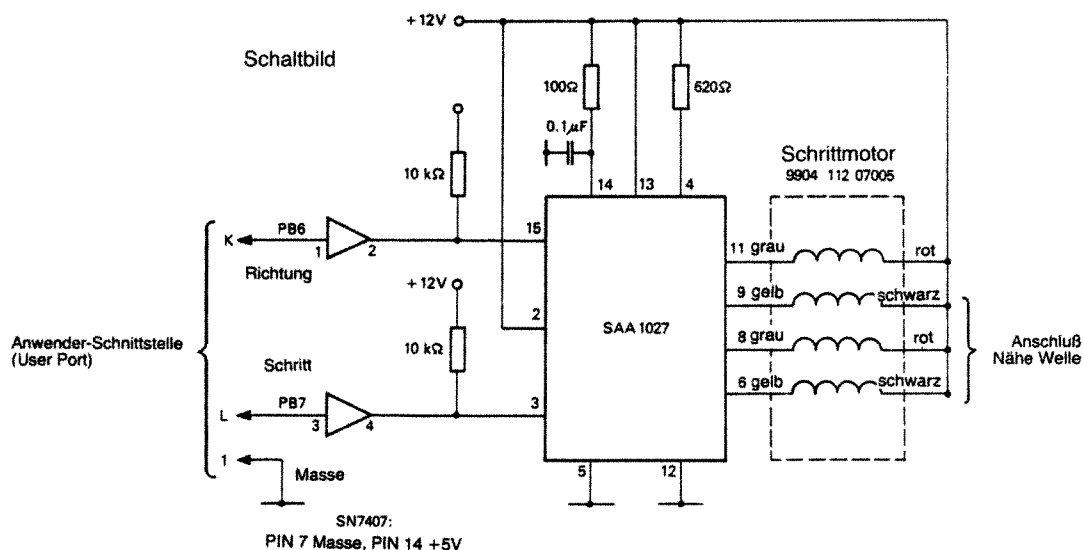 +12V
Schaltbild
100Ω
620Ω
0.1µF
10 kΩ
14
13
4
Schrittmotor
9904 112 07005
K
PB6
1
2
15
Richtung
11 grau
rot
+12V
9 gelb
schwarz
2
SAA 1027
Anwender-Schnittstelle
(User Port)
10 kΩ
8 grau
rot
Anschluß
Nähe Welle
Schritt
6 gelb
schwarz
L
PB7
3
4
3
1
Masse
5
12
SN7407:
PIN 7 Masse, PIN 14 +5V